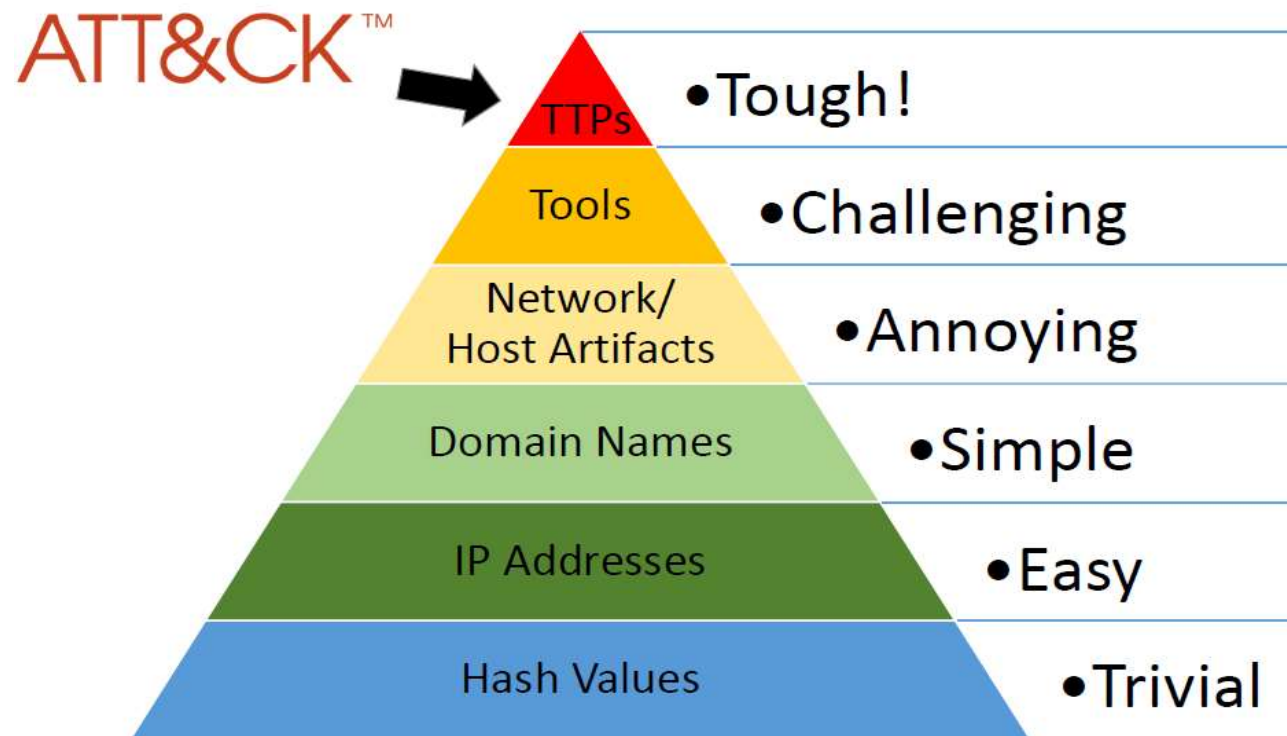 ATT&CK™
TTPs
•Tough!
Tools
•Challenging
Network/
Host Artifacts
•Annoying
Domain Names
•Simple
IP Addresses
•Easy
Hash Values
•Trivial